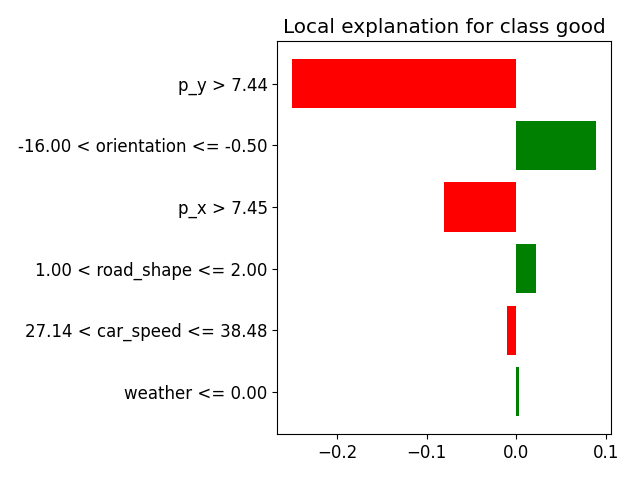 Local explanation for class good
p_y > 7.44
-16.00 < orientation <= -0.50
p_x > 7.45
1.00 < road_shape <= 2.00
27.14 < car_speed <= 38.48
weather <= 0.00
−0.2 −0.1 0.0 0.1